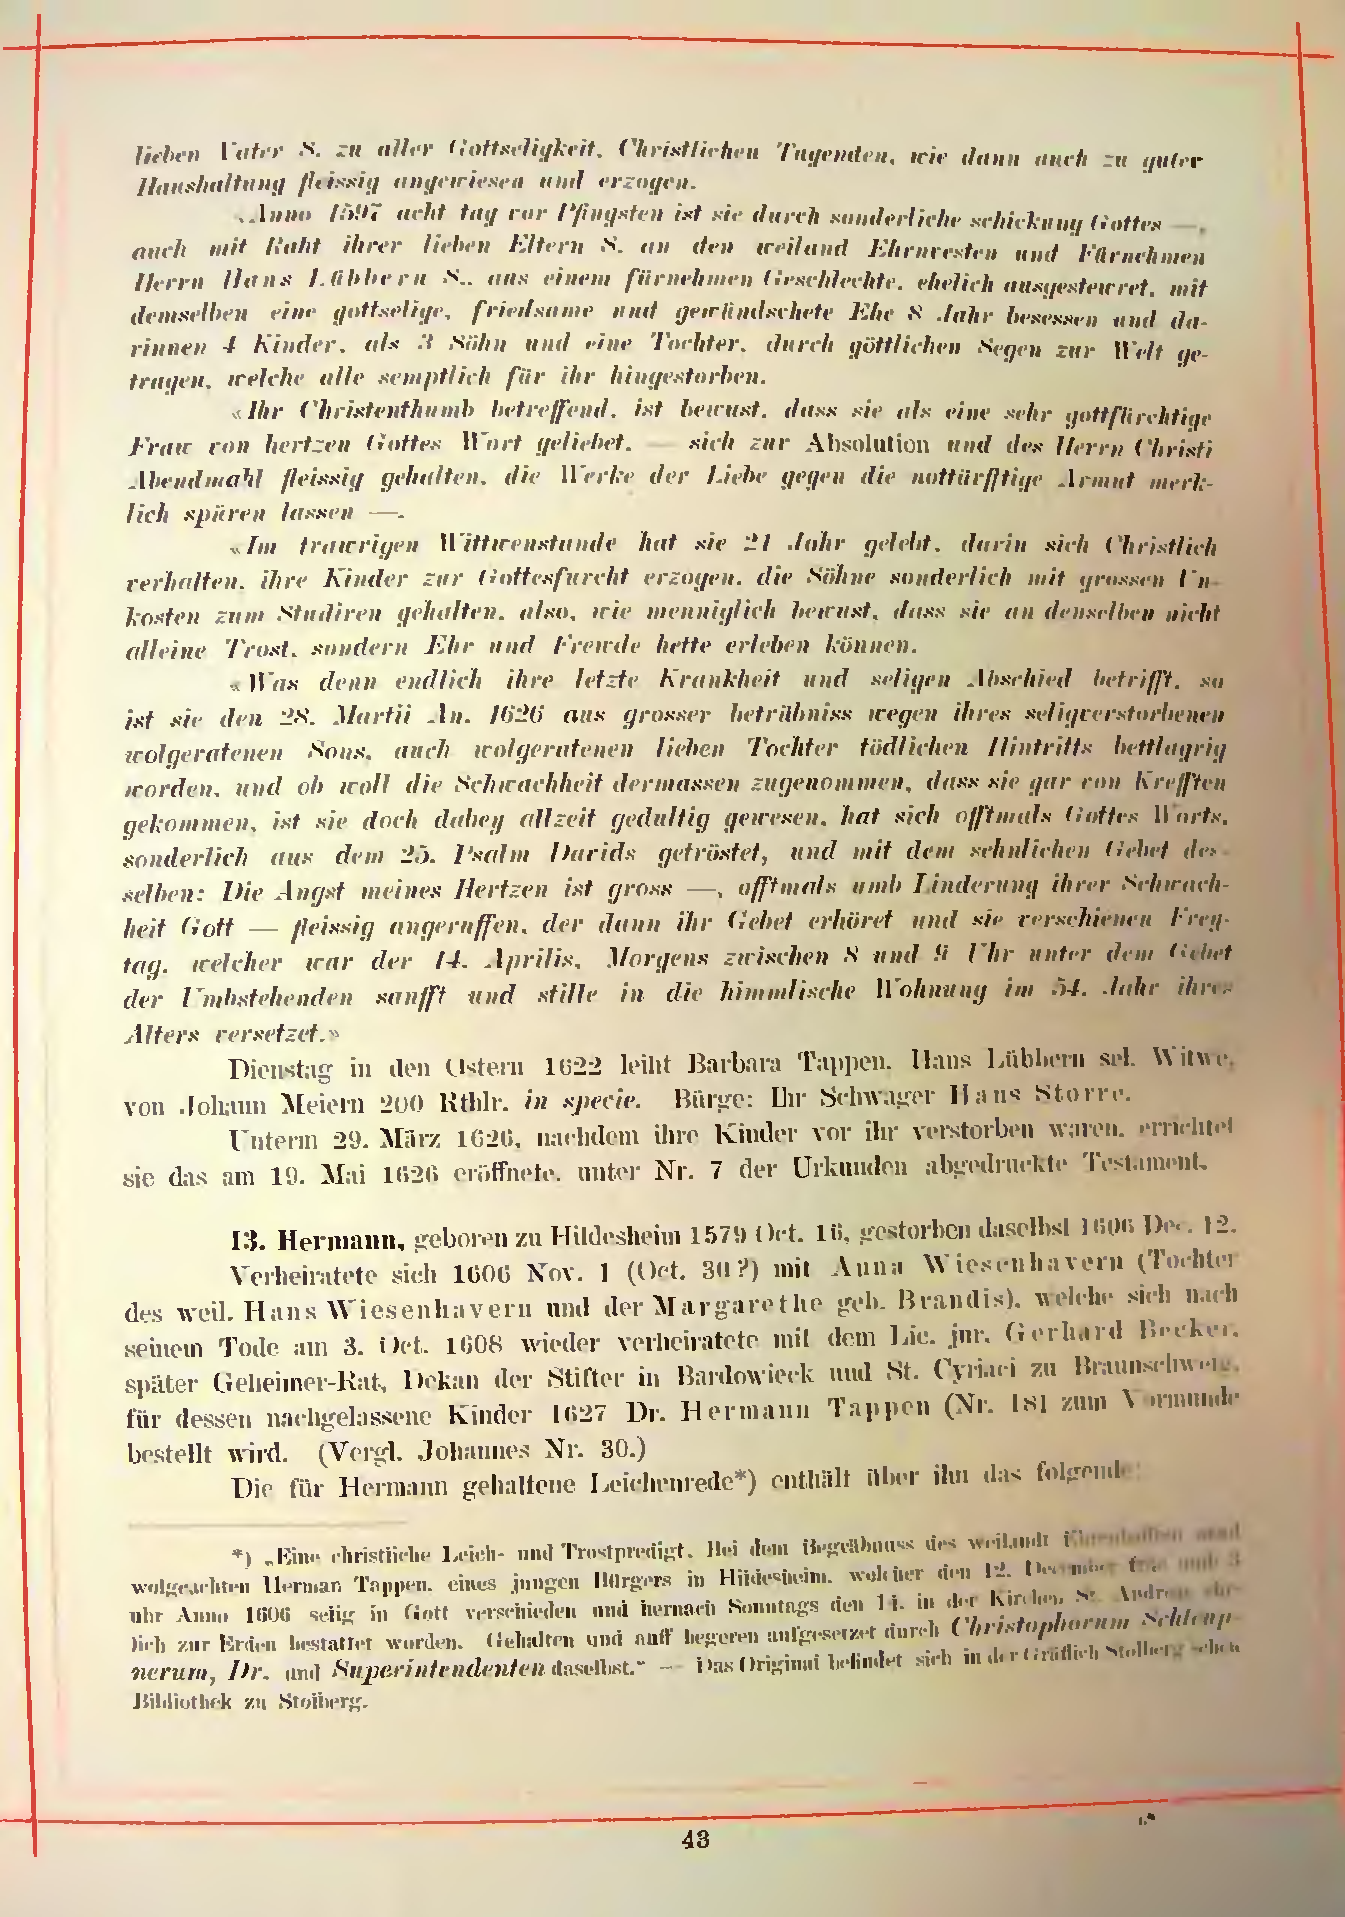 lieben Vater S. zu aller Gottseligkeit, Christlichen Tugenden, wie dann auch zu guter
Haushaltung fleissig angewiesen und erzogen.
«Anno 1597 acht tag vor Pfingsten ist sie durch sonderliche schickung Gottes —,
auch mit Raht ihrer lieben Eltern S. an den weiland Ehrnvesten und Fürnehmen
Herrn Hans Lübbern S., aus einem fürnehmen Geschlechte, ehelich ausgestewret, mit
demselben eine gottselige, friedsame und gewündschete Ehe 8 Jahr besessen und da-
rinnen 4 Kinder, als 3 Söhn und eine Tochter, durch göttlichen Segen zur Welt ge-
tragen, welche alle semptlich für ihr hingestorben.
«Ihr Christenthumb betreffend, ist bewust, dass sie als eine sehr gottfürchtige
Fraw von hertzen Gottes Wort geliebet, — sich zur Absolution und des Herrn Christi
Abendmahl fleissig gehalten, die Werke der Liebe gegen die nottürfftige Armut merk-
lich spüren lassen —.
«Im trawrigen Wittwenstande hat sie 21 Jahr gelebt, darin sich Christlich
verhalten, ihre Kinder zur Gottesfurcht erzogen, die Söhne sonderlich mit grossen Un-
kosten zum Studiren gehalten, also, wie menniglich bewust, dass sie an denselben nicht
alleine Trost, sondern Ehr und Frewde hette erleben können.
«Was denn endlich ihre letzte Krankheit und seligen Abschied betrifft, so
ist sie den 28. Martii An. 1626 aus grosser betrübniss wegen ihres seligverstorbenen
wolgeratenen Sons, auch wolgeratenen lieben Tochter tödlichen Hintritts bettlagrig
worden, und ob woll die Schwachheit dermassen zugenommen, dass sie gar von Krefften
gekommen, ist sie doch dabey allzeit gedultig gewesen, hat sich offtmals Gottes Worts,
sonderlich aus dem 25. Psalm Davids getröstet, und mit dem sehnlichen Gebet des-
selben: Die Angst meines Hertzen ist gross —, offtmals umb Linderung ihrer Schwach-
heit Gott — fleissig angeruffen, der dann ihr Gebet erhöret und sie verschienen Frey-
tag, welcher war der 14. Aprilis, Morgens zwischen 8 und 9 Uhr unter dem Gebet
der Umbstehenden sanfft und stille in die himmlische Wohnung im 54. Jahr ihres
Alters versetzet.»
Dienstag in den Ostern 1622 leiht Barbara Tappen, Hans Lübbern sel. Witwe,
von Johann Meiern 200 Rthlr. in specie. Bürge: Ihr Schwager Hans Storre.
Unterm 29. März 1626, nachdem ihre Kinder vor ihr verstorben waren, errichtet
sie das am 19. Mai 1626 eröffnete, unter Nr. 7 der Urkunden abgedruckte Testament.
13. Hermann, geboren zu Hildesheim 1579 Oct. 16, gestorben daselbst 1606 Dec. 12.
Verheiratete sich 1606 Nov. 1 (Oct. 30?) mit Anna Wiesenhavern (Tochter
des weil. Hans Wiesenhavern und der Margarethe geb. Brandis), welche sich nach
seinem Tode am 3. Oct. 1608 wieder verheiratete mit dem Lic. jur. Gerhard Becker,
später Geheimer-Rat, Dekan der Stifter in Bardowieck und St. Cyriaci zu Braunschweig,
für dessen nachgelassene Kinder 1627 Dr. Hermann Tappen (Nr. 181 zum Vormunde
bestellt wird. (Vergl. Johannes Nr. 30.)
Die für Hermann gehaltene Leichenrede*) enthält über ihn das folgende:
*) „Eine christliche Leich- und Trostpredigt. Bei dem Begräbnuss des weilandt Ehrenhafften und
wolgeachten Herman Tappen, eines jungen Bürgers in Hildesheim, welcher den 12. December früe umb 3
uhr Anno 1606 selig in Gott verschieden und hernach Sonntags den 14. in der Kirchen St. Andreae ehr-
lich zur Erden bestattet worden. Gehalten und auff begeren aufgesetzet durch Christophorum Schleup-
nerum, Dr. und Superintendenten daselbst.“ — Das Original befindet sich in der Gräflich Stolberg'schen
Bibliothek zu Stolberg.
43